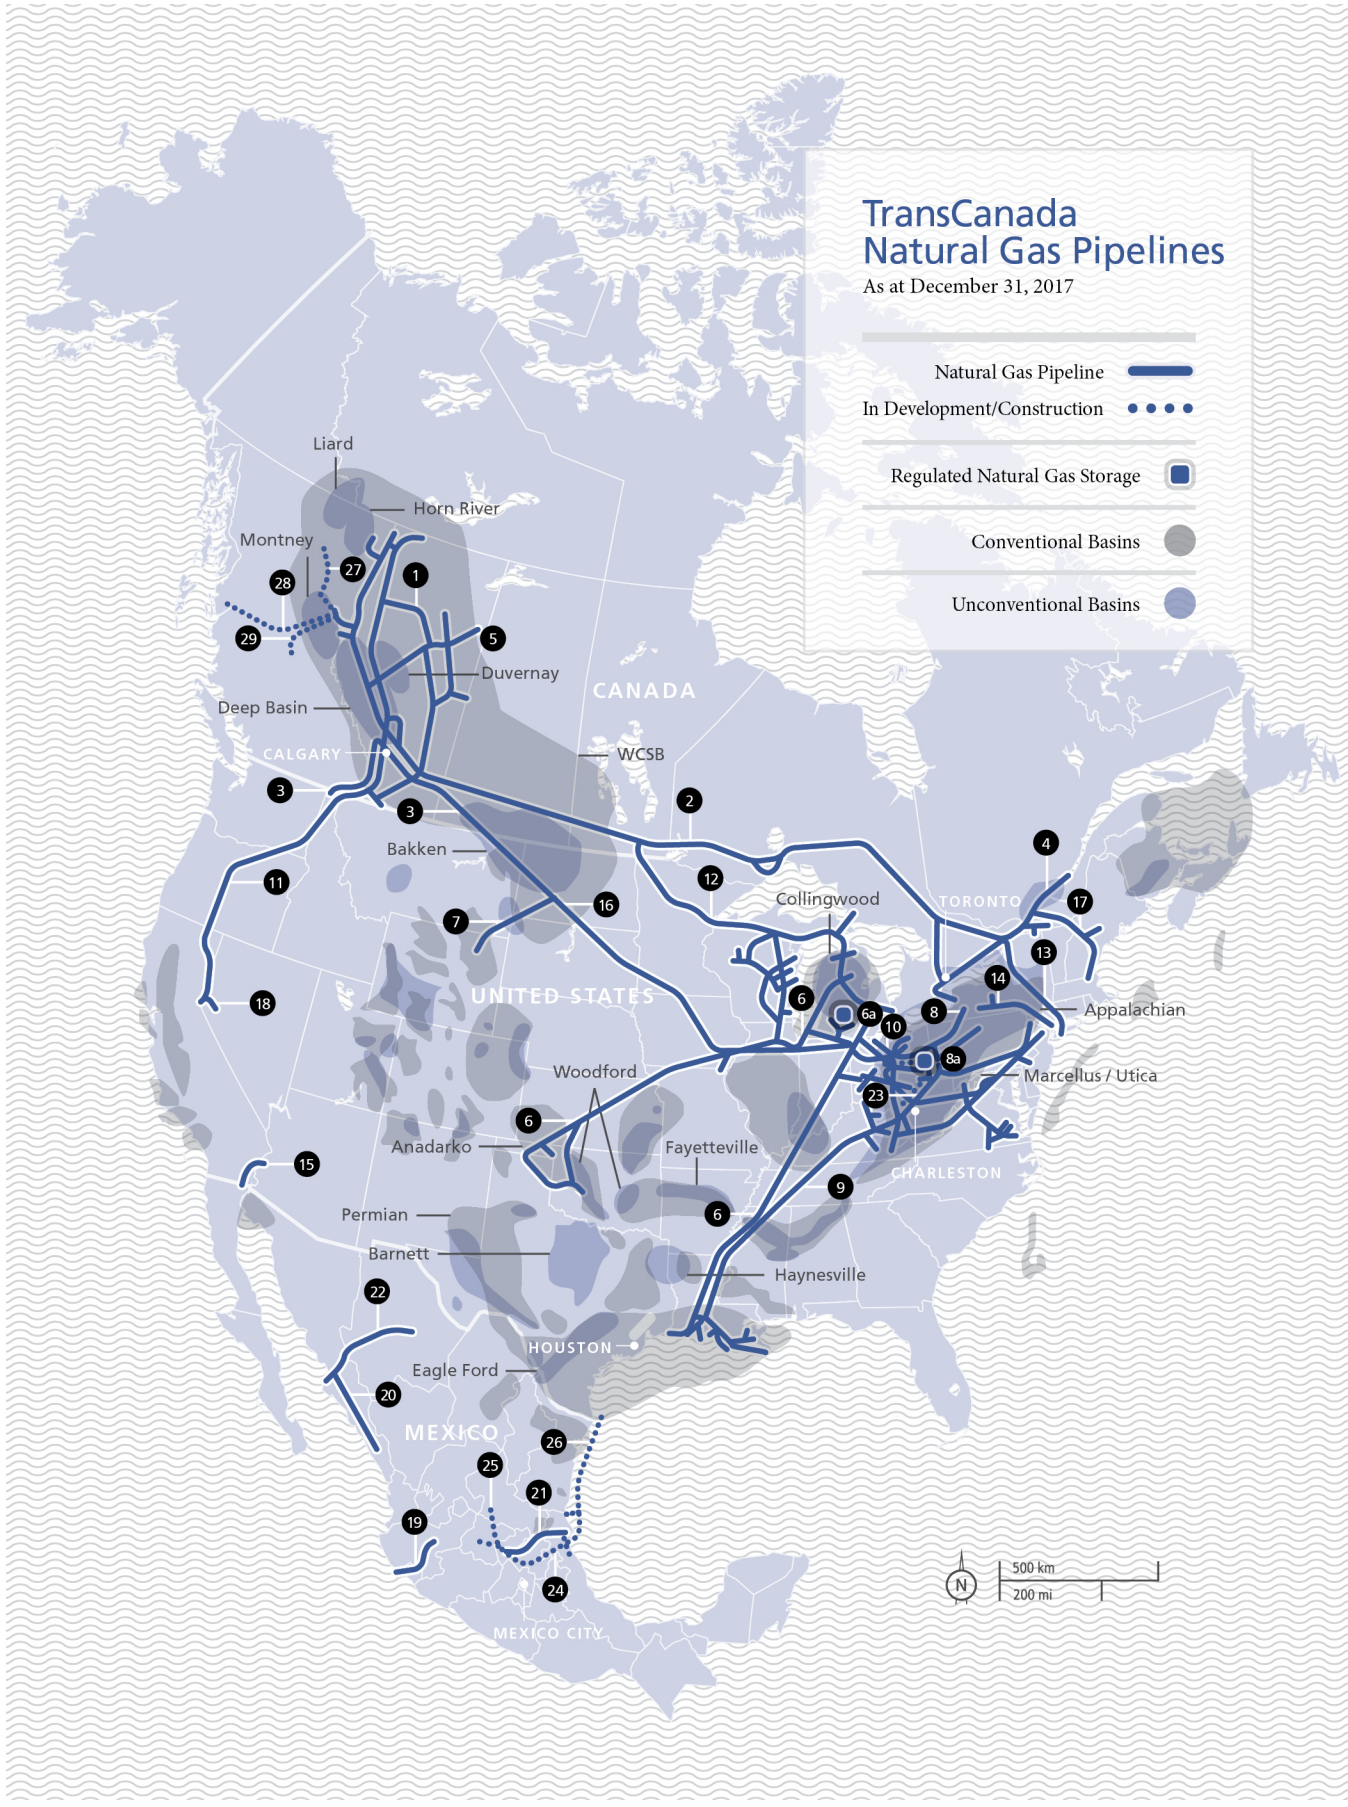 TransCanada
Natural Gas Pipelines
As at December 31, 2017
Natural Gas Pipeline
In Development/Construction
Regulated Natural Gas Storage
Conventional Basins
Unconventional Basins
Liard
Horn River
Montney
27
1
28
29
5
Duvernay
CANADA
Deep Basin
CALGARY
WCSB
3
2
3
4
Bakken
12
11
Collingwood
TORONTO
17
16
7
13
14
UNITED STATES
6
18
8
Appalachian
6a
10
8a
Woodford
Marcellus / Utica
23
6
Anadarko
Fayetteville
15
CHARLESTON
9
Permian
6
Barnett
Haynesville
22
HOUSTON
Eagle Ford
20
MEXICO
26
25
21
19
24
MEXICO CITY
N
500 km
200 mi